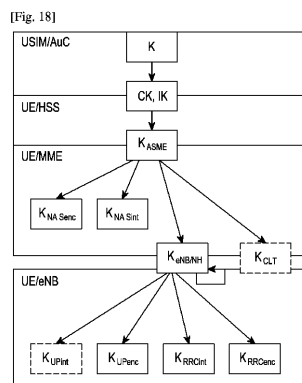 [Fig. 18]
USIM/AuC
K
UE/HSS
CK, IK
UE/MME
KASME
KNASenc
KNASint
KeNB/NH
KCLT
UE/eNB
KUPint
KUPenc
KRRCint
KRRCenc